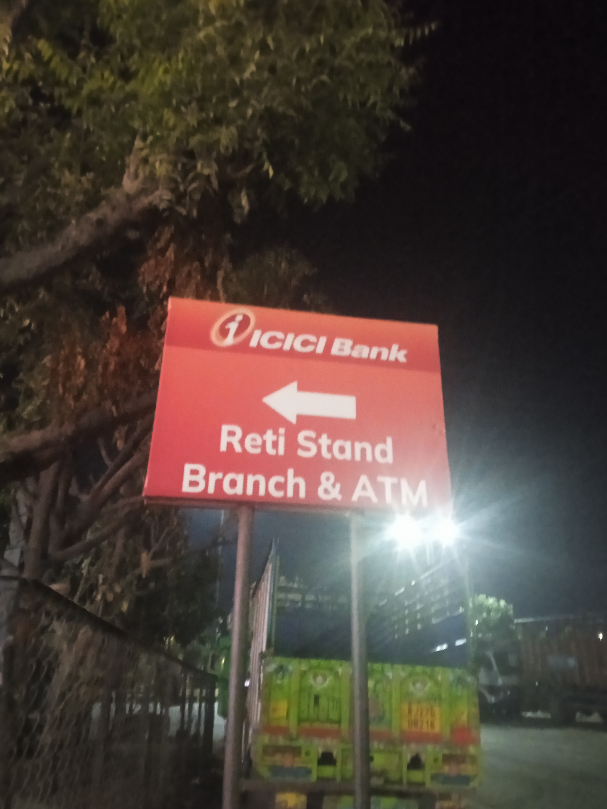 ICICI Bank
Reti Stand
Branch & ATM